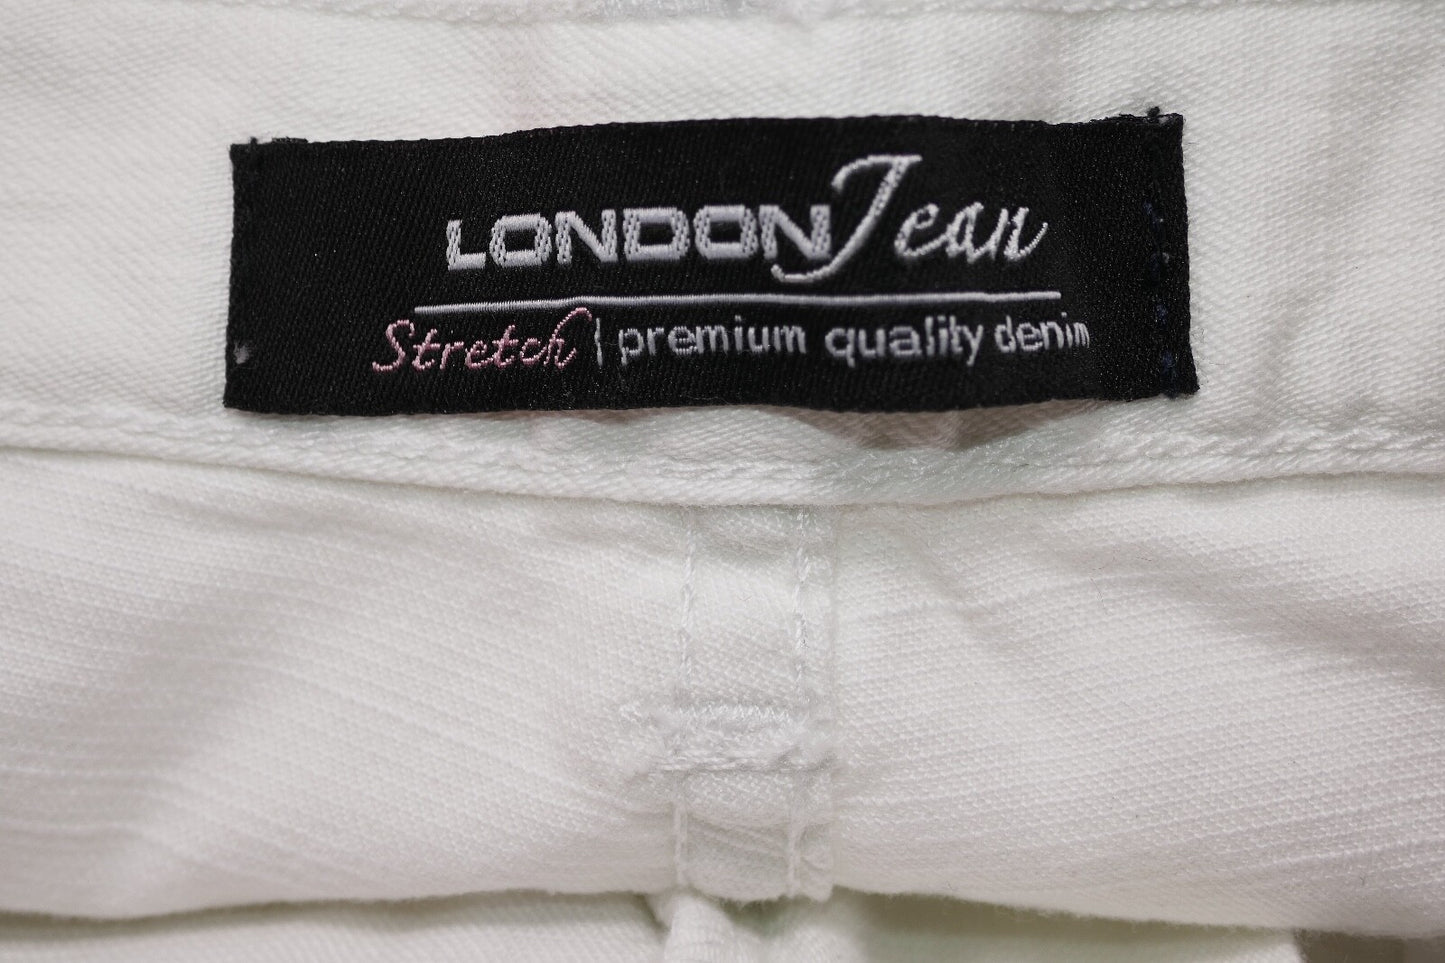 LONDON Jean
Stretch | premium quality denim